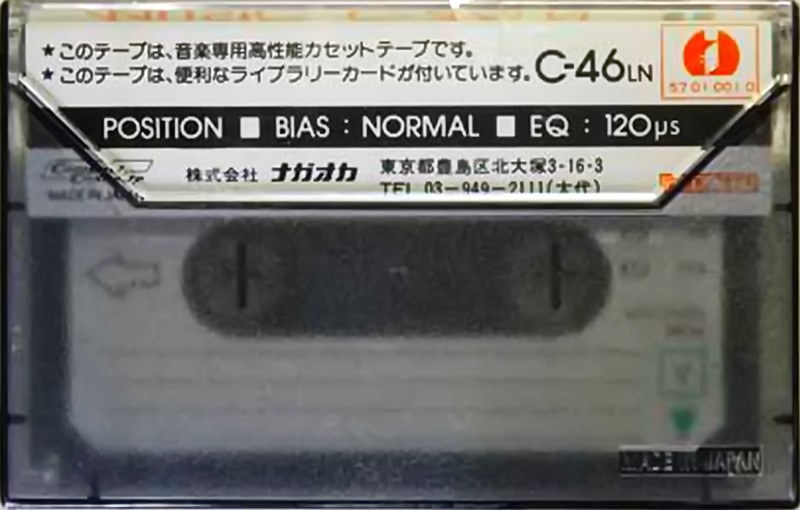 ★このテープは、音楽専用高性能カセットテープです。
★このテープは、便利なライブラリーカードが付いています。
C-46LN
57010010
POSITION ■ BIAS : NORMAL ■ EQ : 120μs
株式会社 ナガオカ
東京都豊島区北大塚3-16-3
TEL 03-949-2111(大代)
MADE IN JAPAN
MADE IN JAPAN